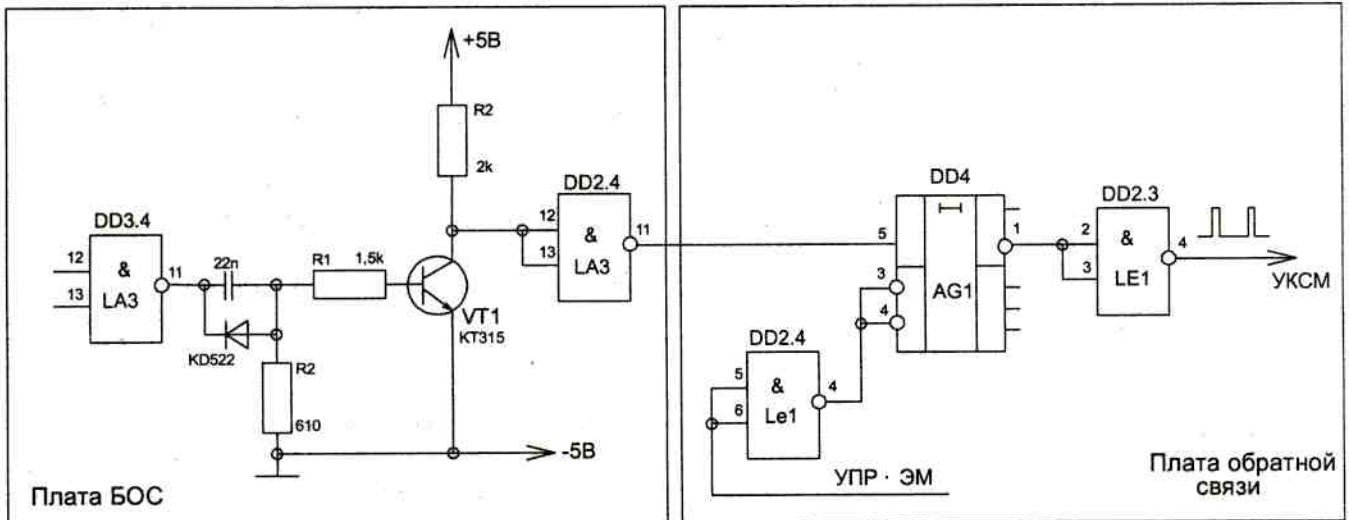 +5В
R2
2k
DD3.4
12
13
&
LA3
11
22n
KD522
R1
1,5k
R2
610
VT1
КТ315
DD2.4
12
13
&
LA3
11
-5В
Плата БОС
DD4
5
3
4
AG1
1
DD2.3
2
3
&
LE1
4
УКСМ
DD2.4
5
6
&
Le1
4
УПР · ЭМ
Плата обратной
связи